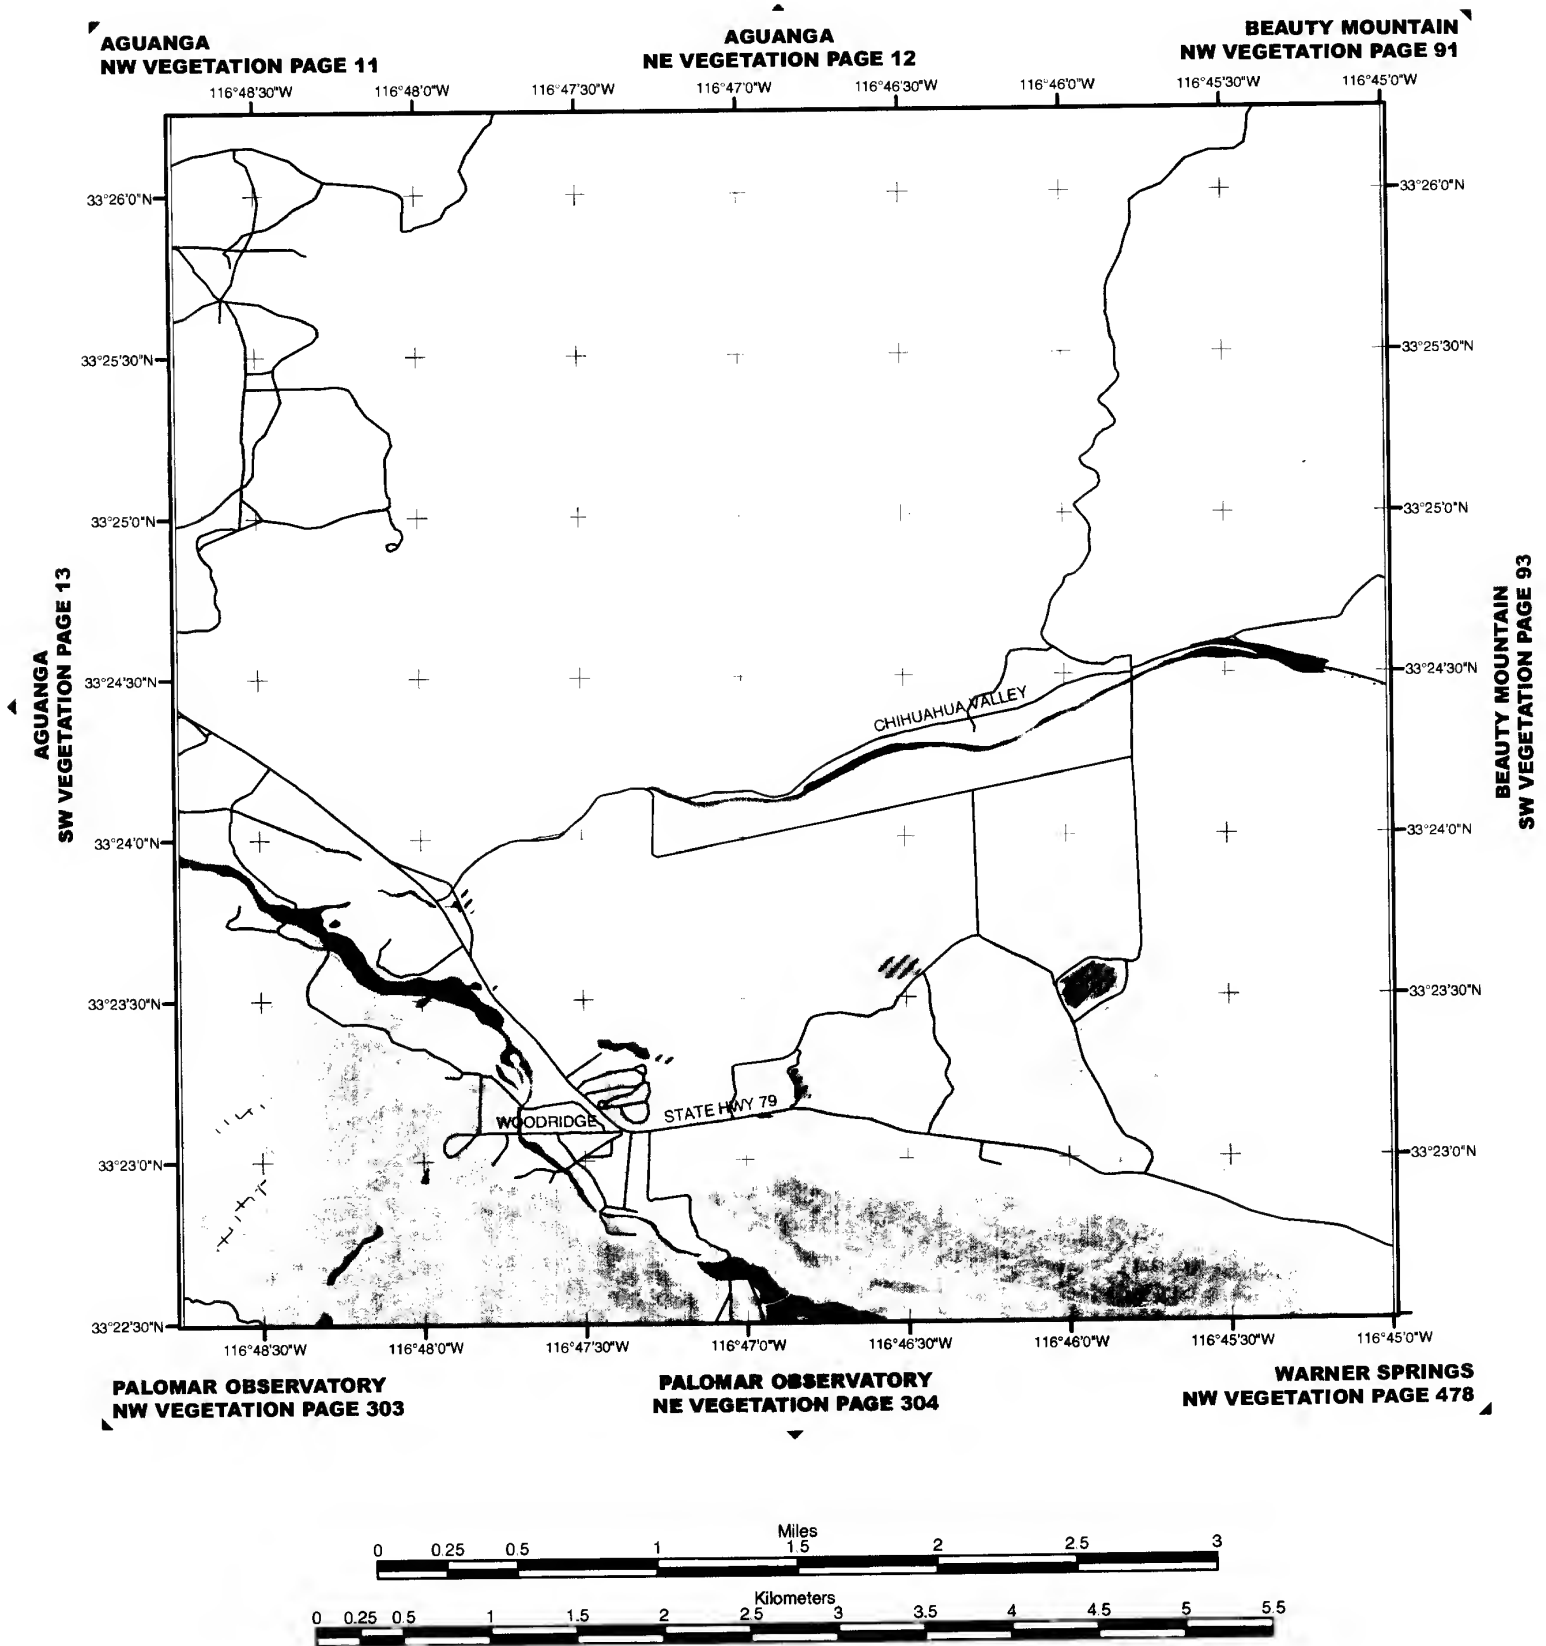 AGUANGA
NW VEGETATION PAGE 11
AGUANGA
NE VEGETATION PAGE 12
BEAUTY MOUNTAIN
NW VEGETATION PAGE 91
116°48'30"W
116°48'0"W
116°47'30"W
116°47'0"W
116°46'30"W
116°46'0"W
116°45'30"W
116°45'0"W
33°26'0"N
33°26'0"N
33°25'30"N
33°25'30"N
33°25'0"N
33°25'0"N
AGUANGA
SW VEGETATION PAGE 13
BEAUTY MOUNTAIN
SW VEGETATION PAGE 93
33°24'30"N
33°24'30"N
CHIHUAHUA VALLEY
33°24'0"N
33°24'0"N
33°23'30"N
33°23'30"N
STATE HWY 79
WOODRIDGE
33°23'0"N
33°23'0"N
33°22'30"N
116°48'30"W
116°48'0"W
116°47'30"W
116°47'0"W
116°46'30"W
116°46'0"W
116°45'30"W
116°45'0"W
PALOMAR OBSERVATORY
NW VEGETATION PAGE 303
PALOMAR OBSERVATORY
NE VEGETATION PAGE 304
WARNER SPRINGS
NW VEGETATION PAGE 478
Miles
0 0.25 0.5 1 1.5 2 2.5 3
Kilometers
0 0.25 0.5 1 1.5 2 2.5 3 3.5 4 4.5 5 5.5